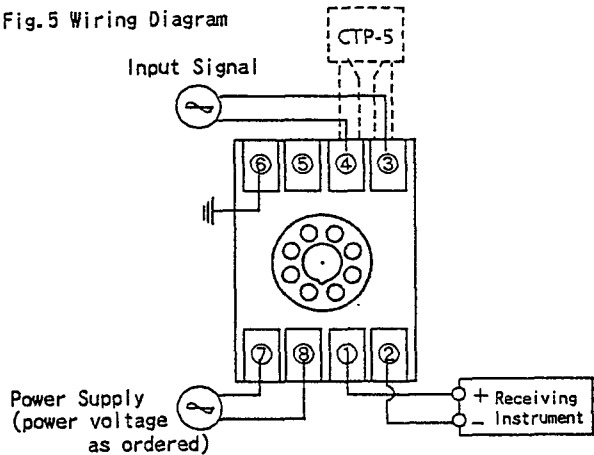 Fig.5 Wiring Diagram
CTP-5
Input Signal
⑥ ⑤ ④ ③
⑦ ⑧ ① ②
Power Supply
(power voltage
as ordered)
+ Receiving
- Instrument